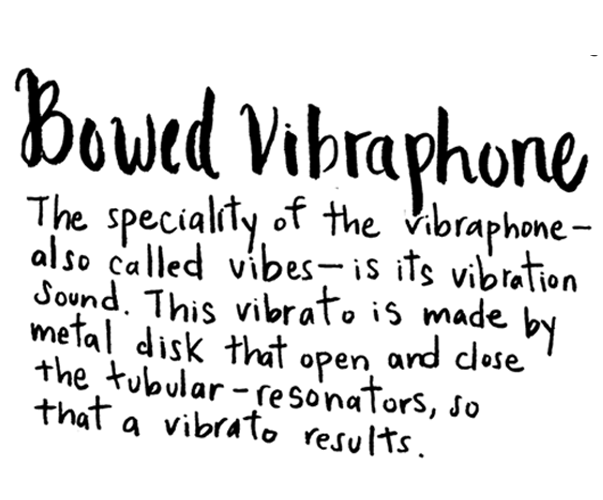 Bowed Vibraphone
The speciality of the vibraphone-
also called vibes-is its vibration
Sound. This vibrato is made by
metal disk that open and close
the tubular-resonators, so
that a vibrato results.